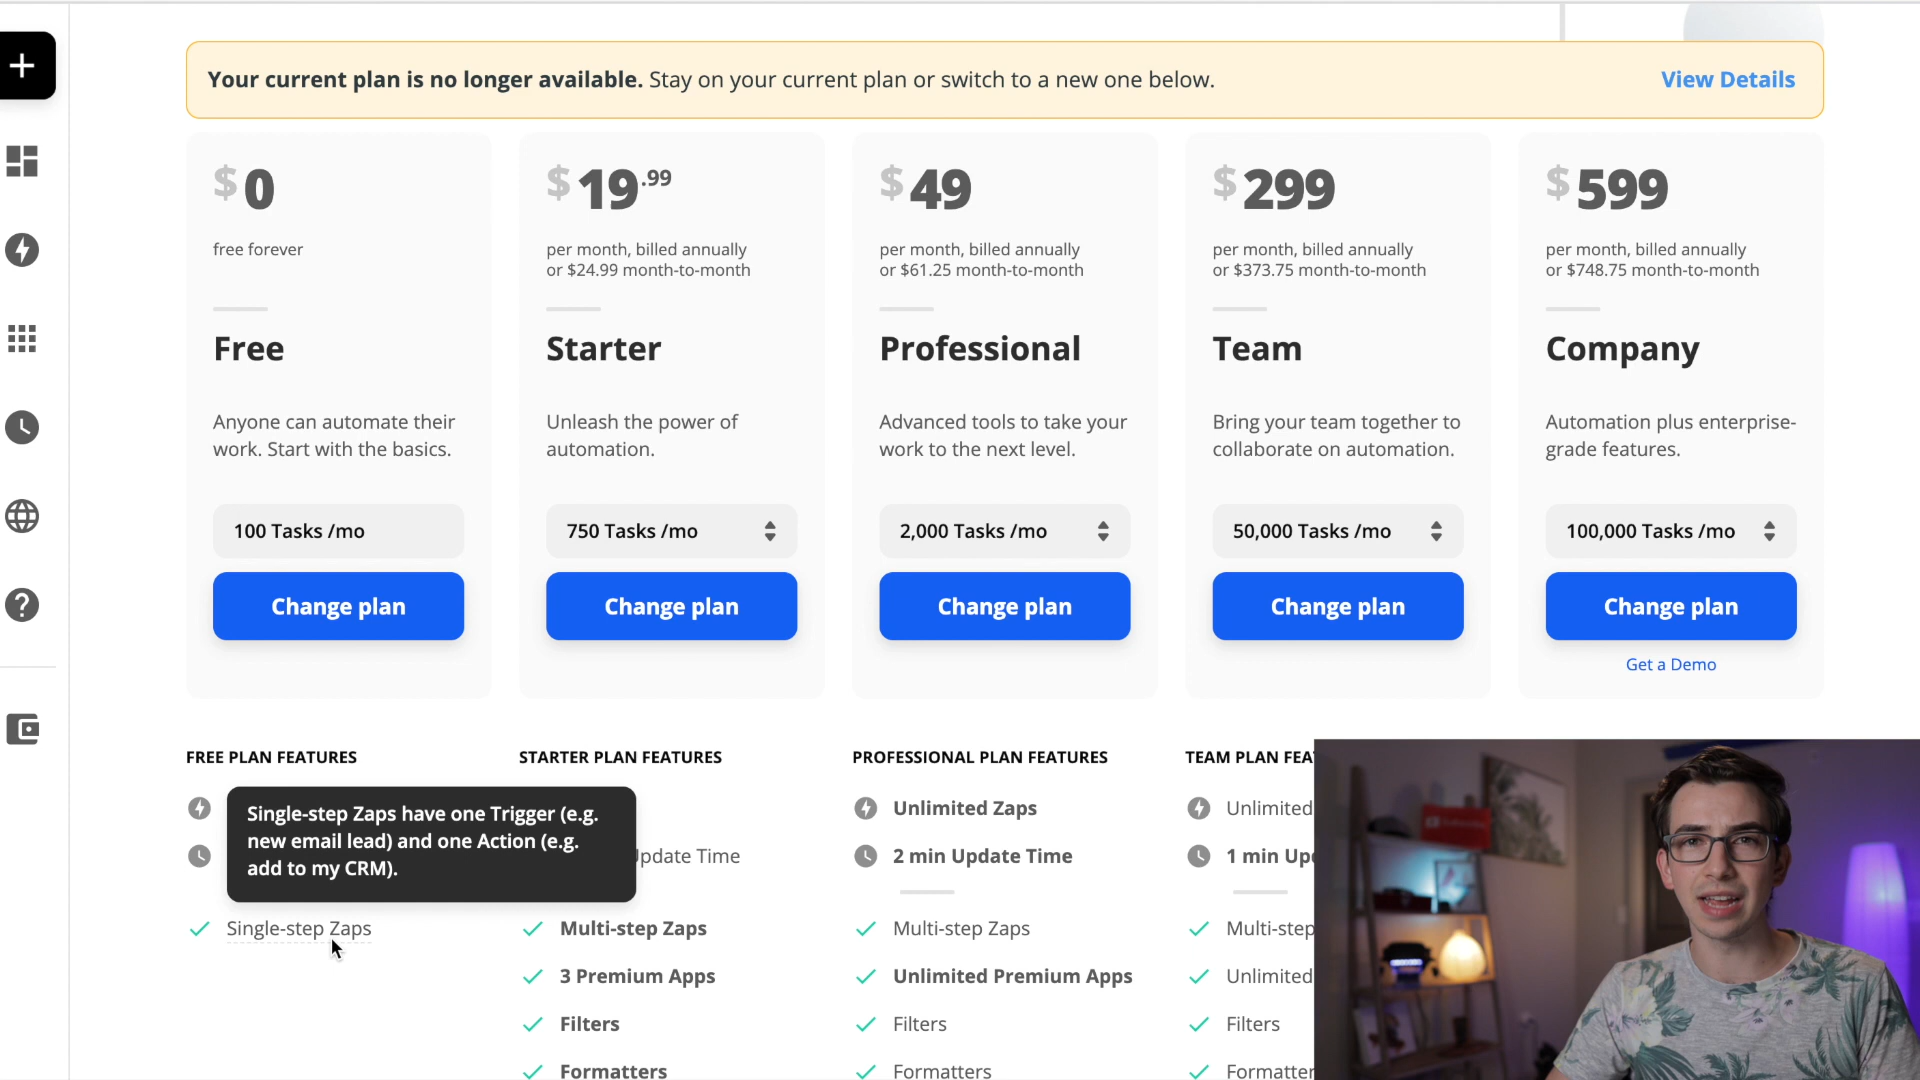 Your current plan is no longer available. Stay on your current plan or switch to a new one below.
View Details
$0
free forever
Free
Anyone can automate their
work. Start with the basics.
100 Tasks /mo
Change plan
$19.99
per month, billed annually
or $24.99 month-to-month
Starter
Unleash the power of
automation.
750 Tasks /mo
Change plan
$49
per month, billed annually
or $61.25 month-to-month
Professional
Advanced tools to take your
work to the next level.
2,000 Tasks /mo
Change plan
$299
per month, billed annually
or $373.75 month-to-month
Team
Bring your team together to
collaborate on automation.
50,000 Tasks /mo
Change plan
$599
per month, billed annually
or $748.75 month-to-month
Company
Automation plus enterprise-
grade features.
100,000 Tasks /mo
Change plan
Get a Demo
FREE PLAN FEATURES
Single-step Zaps have one Trigger (e.g.
new email lead) and one Action (e.g.
add to my CRM).
Single-step Zaps
STARTER PLAN FEATURES
Update Time
Multi-step Zaps
3 Premium Apps
Filters
Formatters
PROFESSIONAL PLAN FEATURES
Unlimited Zaps
2 min Update Time
Multi-step Zaps
Unlimited Premium Apps
Filters
Formatters
TEAM PLAN FEA
Unlimited
1 min Up
Multi-step
Unlimited
Filters
Formatter